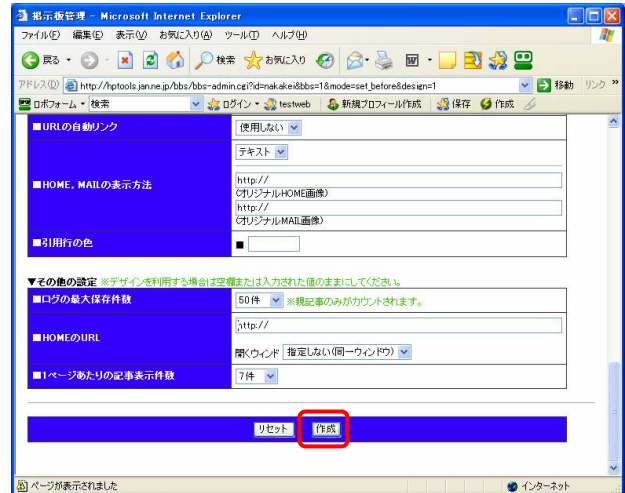 掲示板管理 - Microsoft Internet Explorer
ファイル(F) 編集(E) 表示(V) お気に入り(A) ツール(T) ヘルプ(H)
戻る 検索 お気に入り
アドレス(D) http://hptools.jan.ne.jp/bbs/bbs-admin.cgi?id=nakakei&bbs=1&mode=set_before&design=1 移動 リンク »
ロボフォーム 検索 ログイン testweb 新規プロフィール作成 保存 作成
■URLの自動リンク 使用しない
テキスト
■HOME, MAILの表示方法 http://
(オリジナルHOME画像)
http://
(オリジナルMAIL画像)
■引用行の色 ■
▼その他の設定 ※デザインを利用する場合は空欄または入力された値のままにしてください。
■ログの最大保存件数 50件 ※親記事のみがカウントされます。
http://
■HOMEのURL
開くウィンド 指定しない(同一ウィンドウ)
■1ページあたりの記事表示件数 7件
リセット 作成
ページが表示されました インターネット